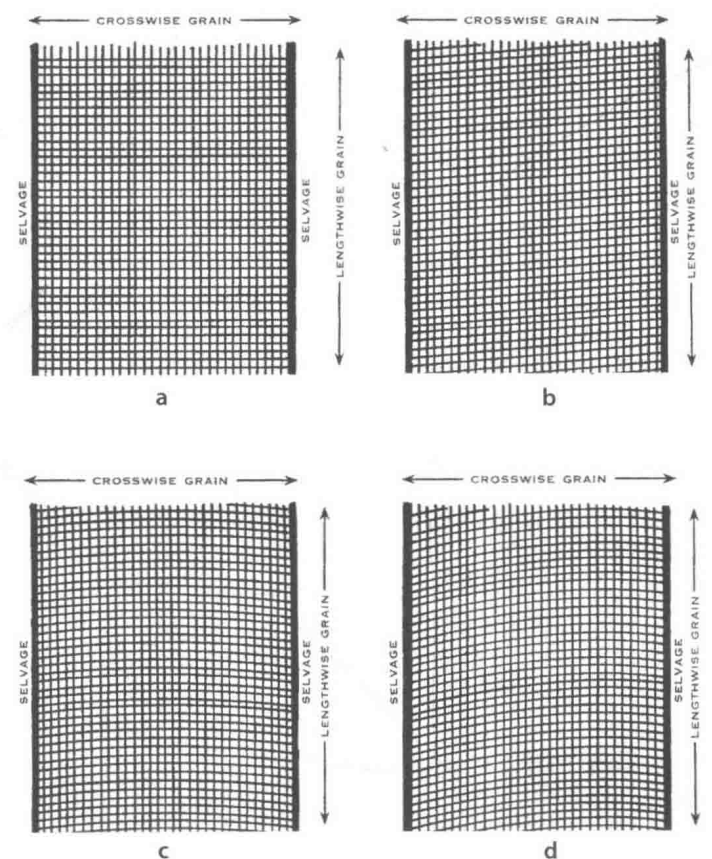 CROSSWISE GRAIN
SELVAGE
SELVAGE
LENGTHWISE GRAIN
a
CROSSWISE GRAIN
SELVAGE
SELVAGE
LENGTHWISE GRAIN
b
CROSSWISE GRAIN
SELVAGE
SELVAGE
LENGTHWISE GRAIN
c
CROSSWISE GRAIN
SELVAGE
SELVAGE
LENGTHWISE GRAIN
d